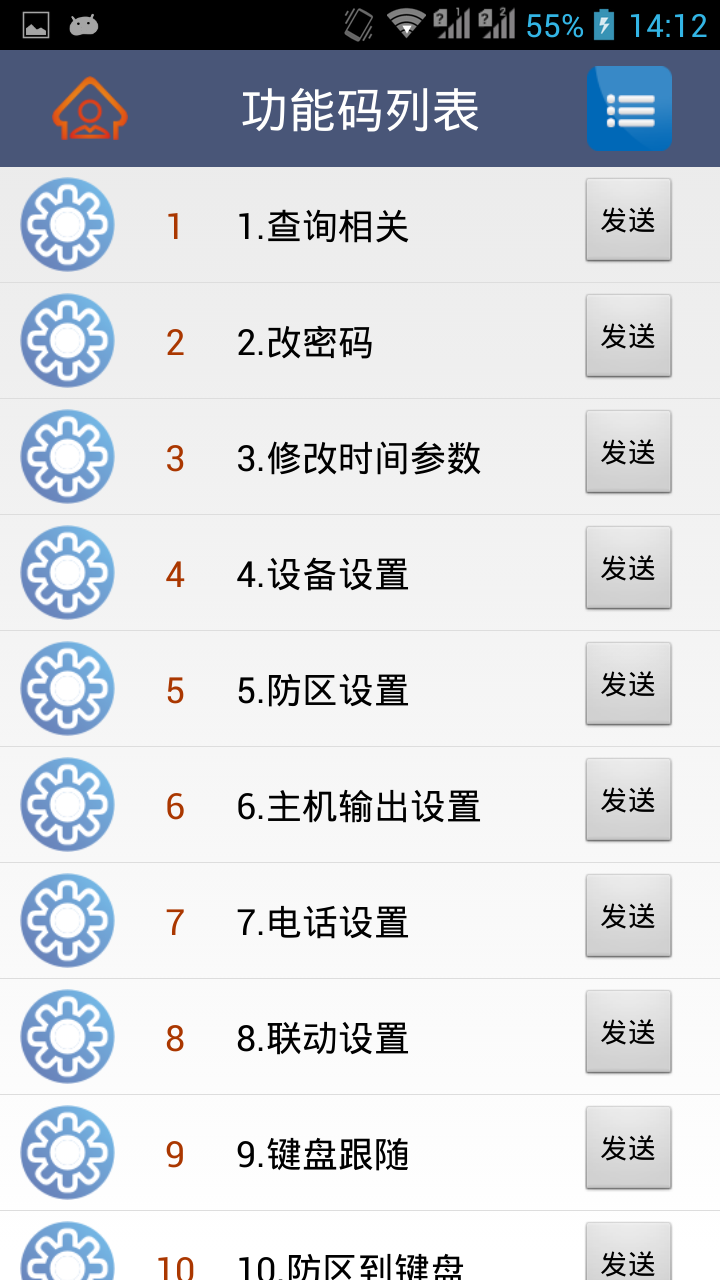 55% 14:12
功能码列表
1 1.查询相关 发送
2 2.改密码 发送
3 3.修改时间参数 发送
4 4.设备设置 发送
5 5.防区设置 发送
6 6.主机输出设置 发送
7 7.电话设置 发送
8 8.联动设置 发送
9 9.键盘跟随 发送
10 10.防区到键盘 发送